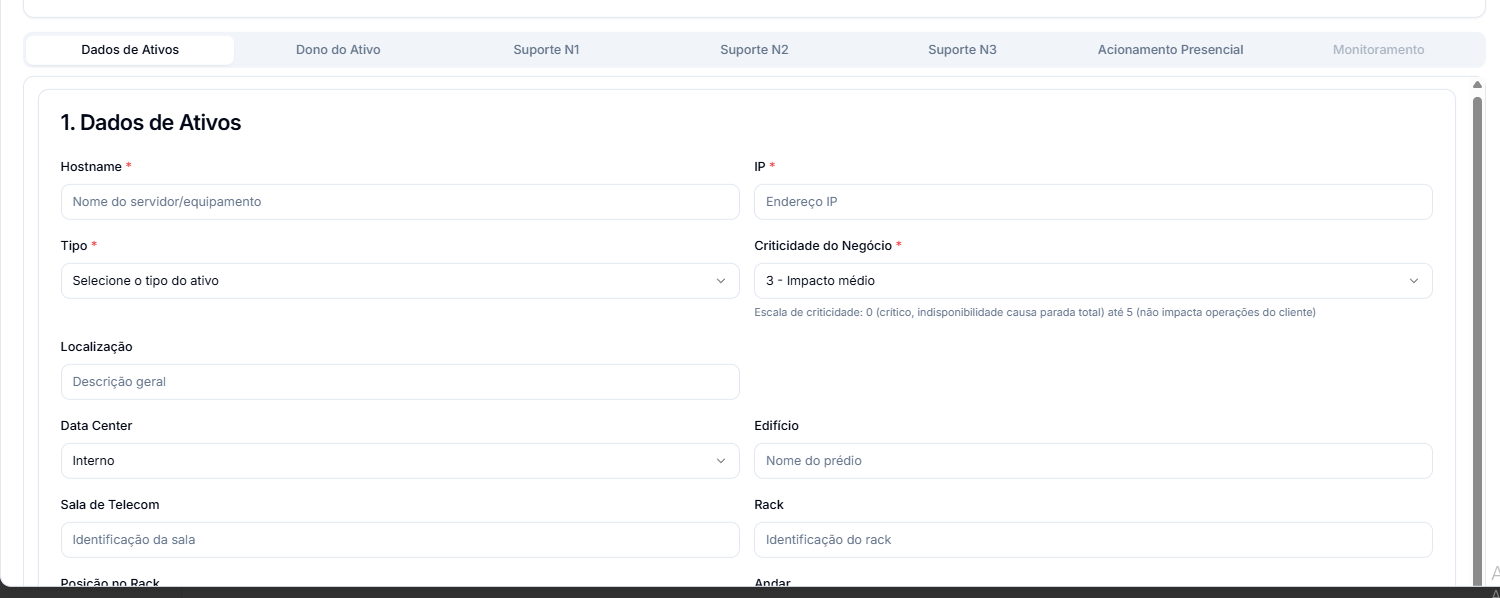 Dados de Ativos Dono do Ativo Suporte N1 Suporte N2 Suporte N3 Acionamento Presencial Monitoramento
1. Dados de Ativos
Hostname * IP *
Nome do servidor/equipamento Endereço IP
Tipo * Criticidade do Negócio *
Selecione o tipo do ativo 3 - Impacto médio
Escala de criticidade: 0 (crítico, indisponibilidade causa parada total) até 5 (não impacta operações do cliente)
Localização
Descrição geral
Data Center Edifício
Interno Nome do prédio
Sala de Telecom Rack
Identificação da sala Identificação do rack
Posição no Rack Andar